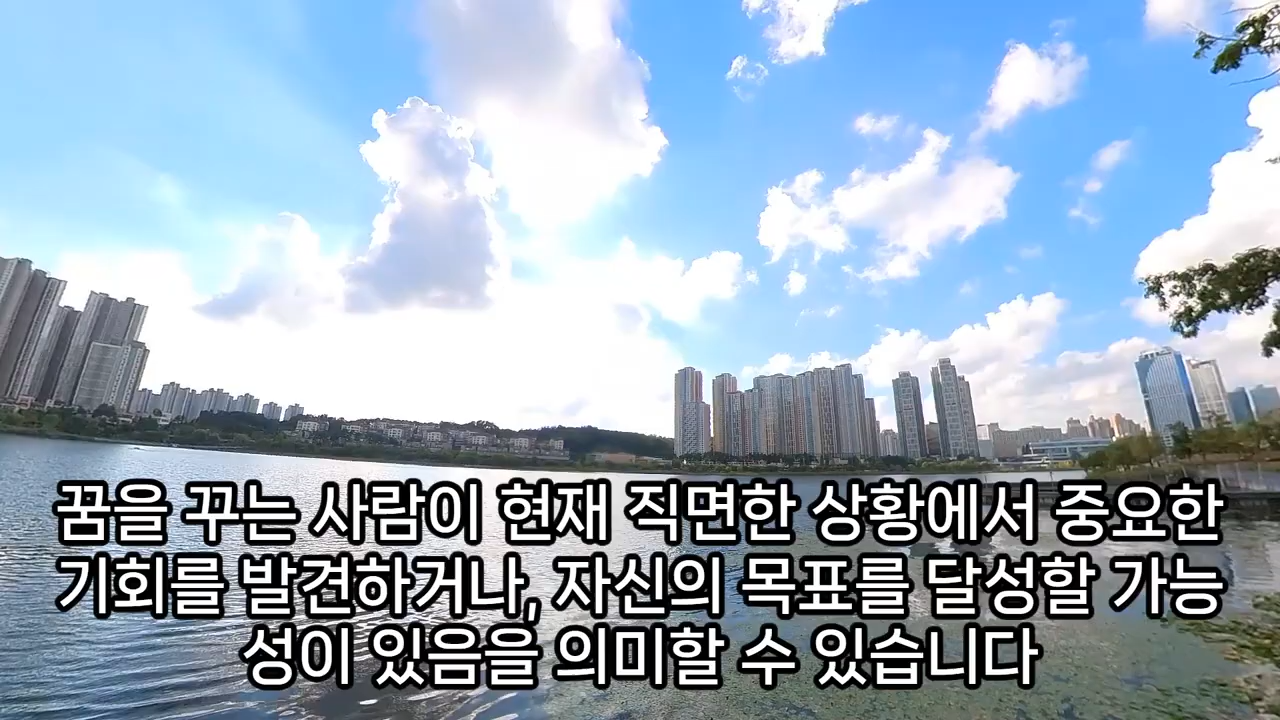 꿈을 꾸는 사람이 현재 직면한 상황에서 중요한
기회를 발견하거나, 자신의 목표를 달성할 가능
성이 있음을 의미할 수 있습니다